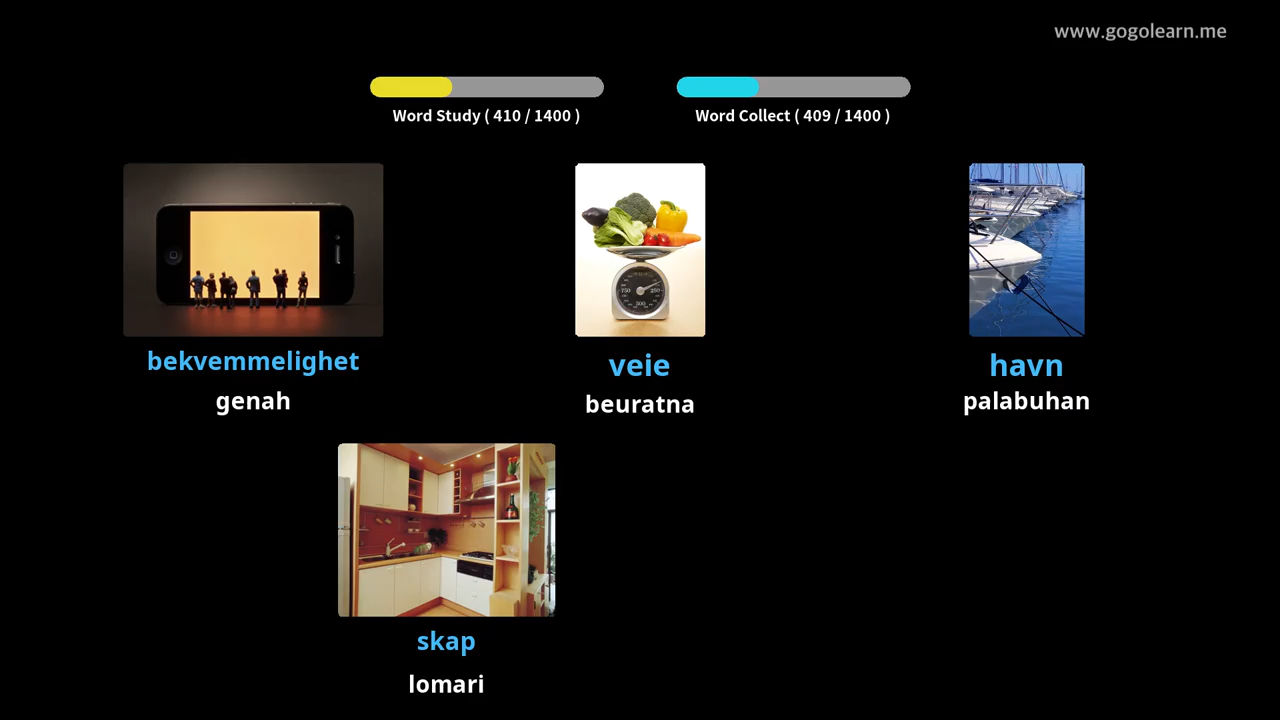 www.gogolearn.me
Word Study ( 410 / 1400 )
Word Collect ( 409 / 1400 )
bekvemmelighet
genah
veie
beuratna
havn
palabuhan
skap
lomari